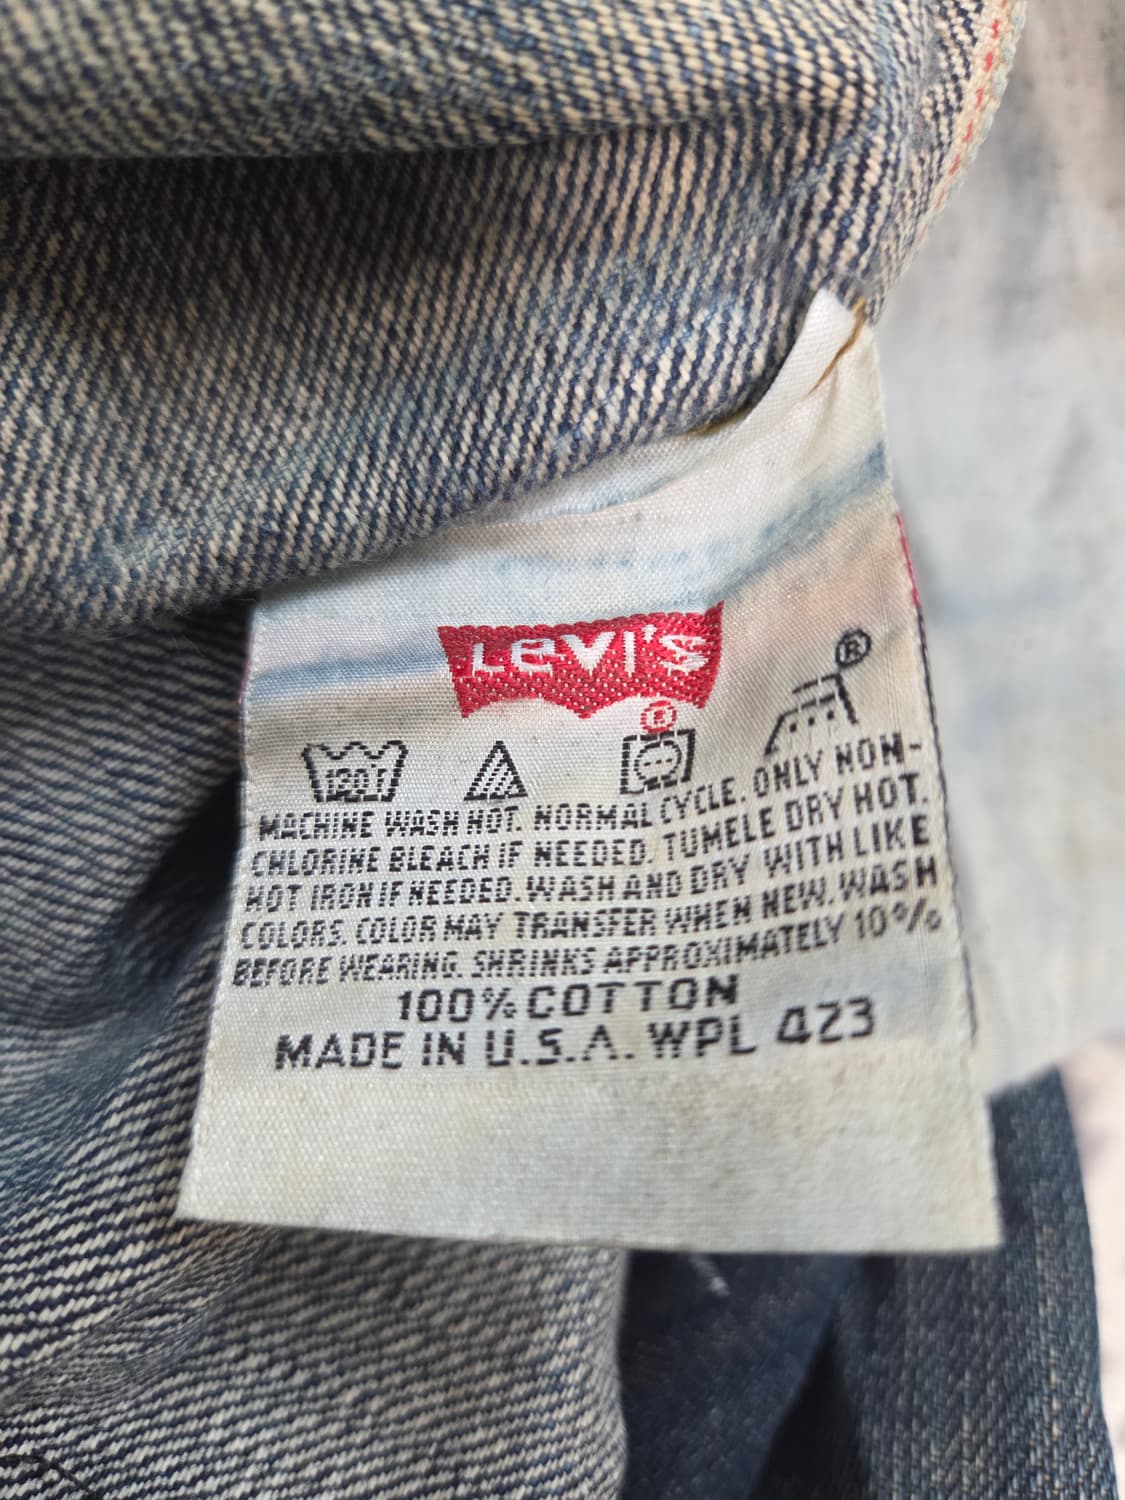 Levi's
®
®
120F
MACHINE WASH HOT. NORMAL CYCLE. ONLY NON-
CHLORINE BLEACH IF NEEDED. TUMELE DRY HOT.
HOT IRON IF NEEDED. WASH AND DRY WITH LIKE
COLORS. COLOR MAY TRANSFER WHEN NEW. WASH
BEFORE WEARING. SHRINKS APPROXIMATELY 10%
100% COTTON
MADE IN U.S.A. WPL 423